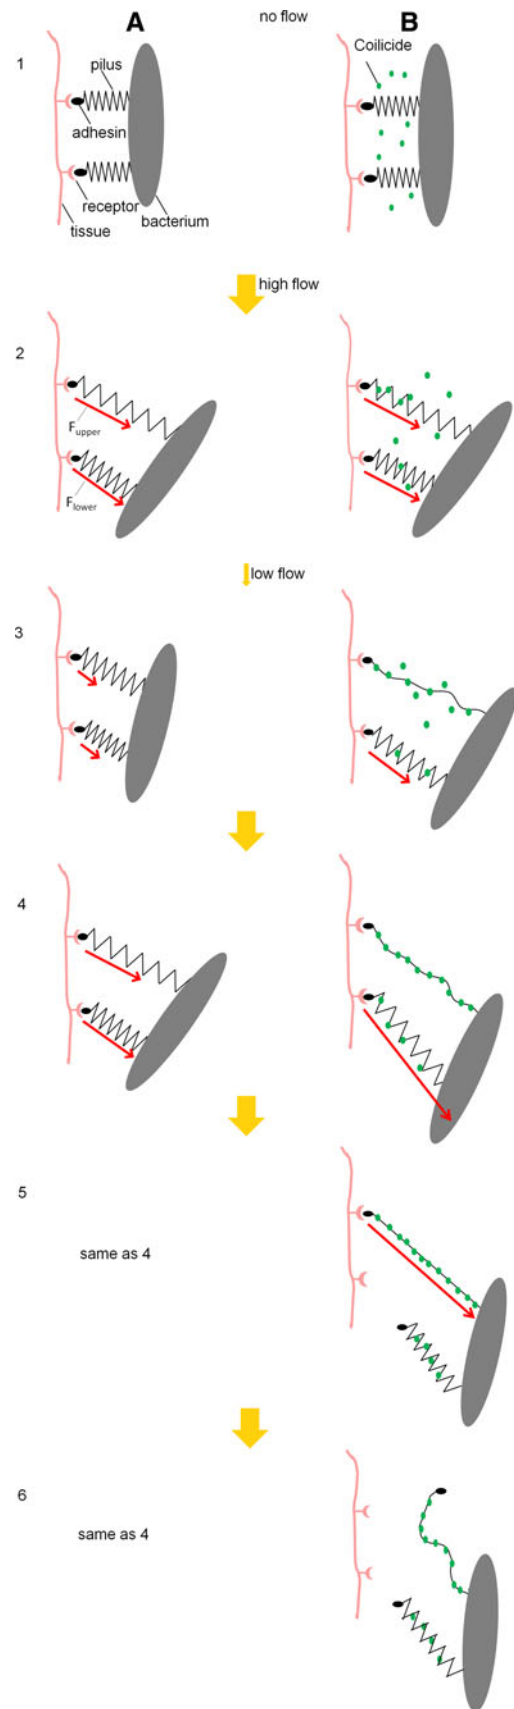 A
no flow
B
1
pilus
Coilicide
adhesin
receptor
bacterium
tissue
high flow
2
Fupper
Flower
low flow
3
4
5
same as 4
6
same as 4